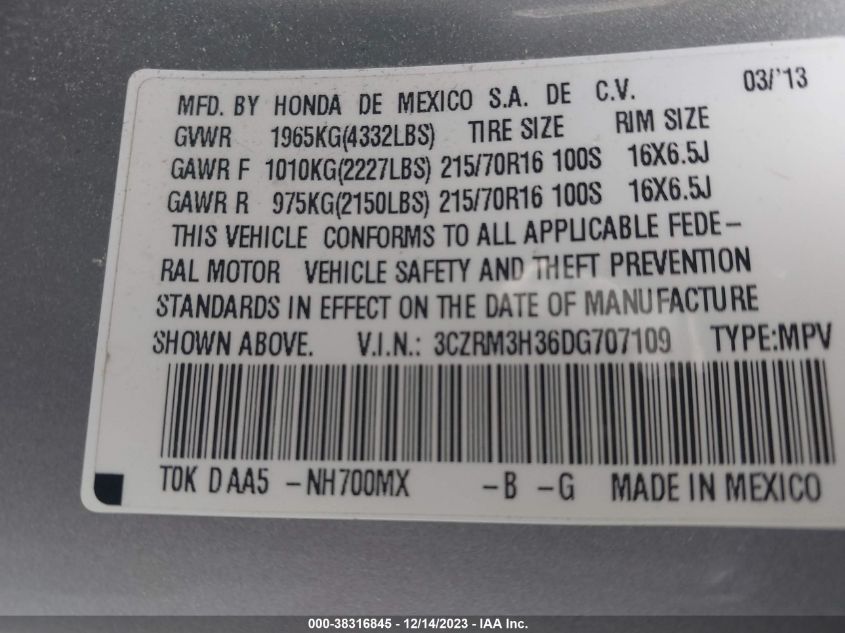 MFD. BY HONDA DE MEXICO S.A. DE C.V. 03/'13
GVWR 1965KG(4332LBS) TIRE SIZE RIM SIZE
GAWR F 1010KG(2227LBS) 215/70R16 100S 16X6.5J
GAWR R 975KG(2150LBS) 215/70R16 100S 16X6.5J
THIS VEHICLE CONFORMS TO ALL APPLICABLE FEDE-
RAL MOTOR VEHICLE SAFETY AND THEFT PREVENTION
STANDARDS IN EFFECT ON THE DATE OF MANUFACTURE
SHOWN ABOVE. V.I.N.: 3CZRM3H36DG707109 TYPE:MPV
T0K D AA5 -NH700MX -B -G MADE IN MEXICO
000-38316845 - 12/14/2023 - IAA Inc.